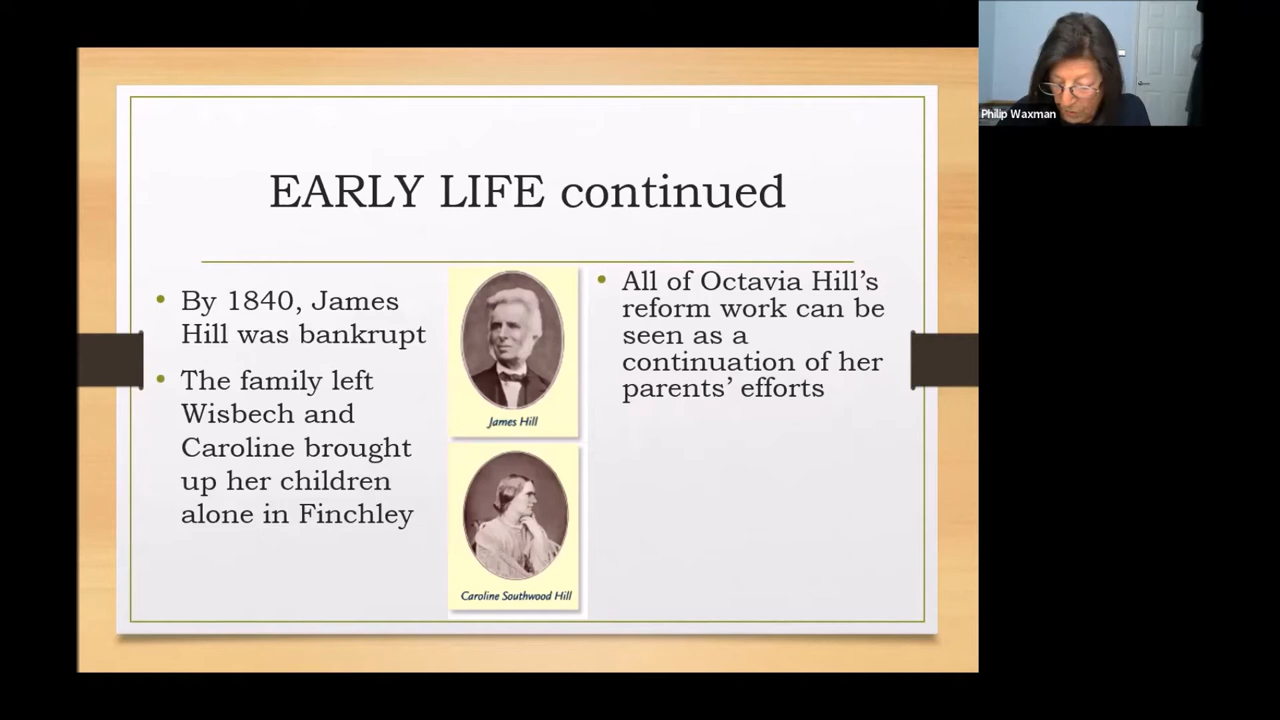 EARLY LIFE continued
• By 1840, James
Hill was bankrupt
• The family left
Wisbech and
Caroline brought
up her children
alone in Finchley
James Hill
Caroline Southwood Hill
• All of Octavia Hill’s
reform work can be
seen as a
continuation of her
parents’ efforts
Philip Waxman